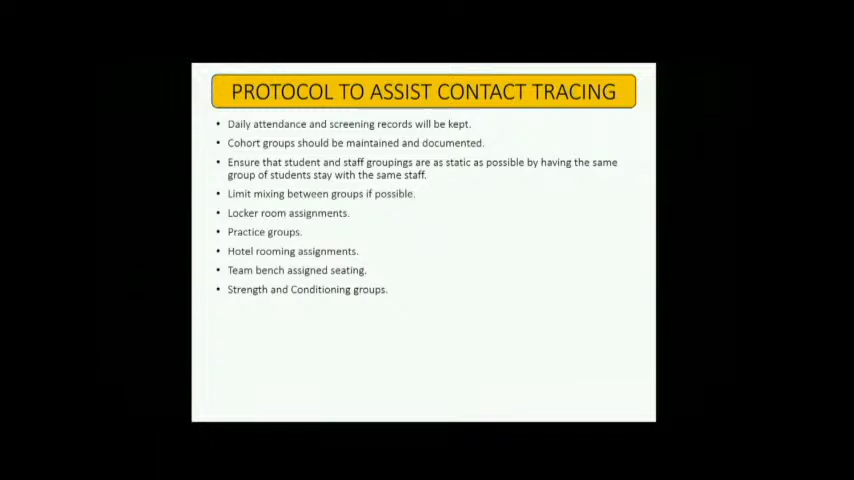 PROTOCOL TO ASSIST CONTACT TRACING
• Daily attendance and screening records will be kept.
• Cohort groups should be maintained and documented.
• Ensure that student and staff groupings are as static as possible by having the same
group of students stay with the same staff.
• Limit mixing between groups if possible.
• Locker room assignments.
• Practice groups.
• Hotel rooming assignments.
• Team bench assigned seating.
• Strength and Conditioning groups.